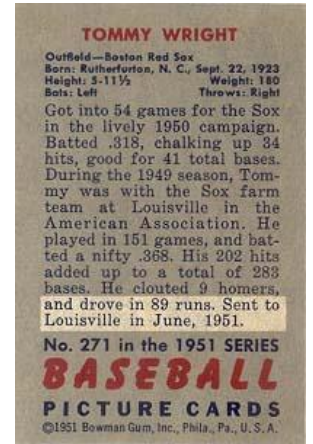 TOMMY WRIGHT
Outfield—Boston Red Sox
Born: Rutherfurton, N. C., Sept. 22, 1923
Height: 5-11½ Weight: 180
Bats: Left Throws: Right
Got into 54 games for the Sox
in the lively 1950 campaign.
Batted .318, chalking up 34
hits, good for 41 total bases.
During the 1949 season, Tom-
my was with the Sox farm
team at Louisville in the
American Association. He
played in 151 games, and bat-
ted a nifty .368. His 202 hits
added up to a total of 283
bases. He clouted 9 homers,
and drove in 89 runs. Sent to
Louisville in June, 1951.
No. 271 in the 1951 SERIES
BASEBALL
PICTURE CARDS
©1951 Bowman Gum, Inc., Phila., Pa., U. S. A.